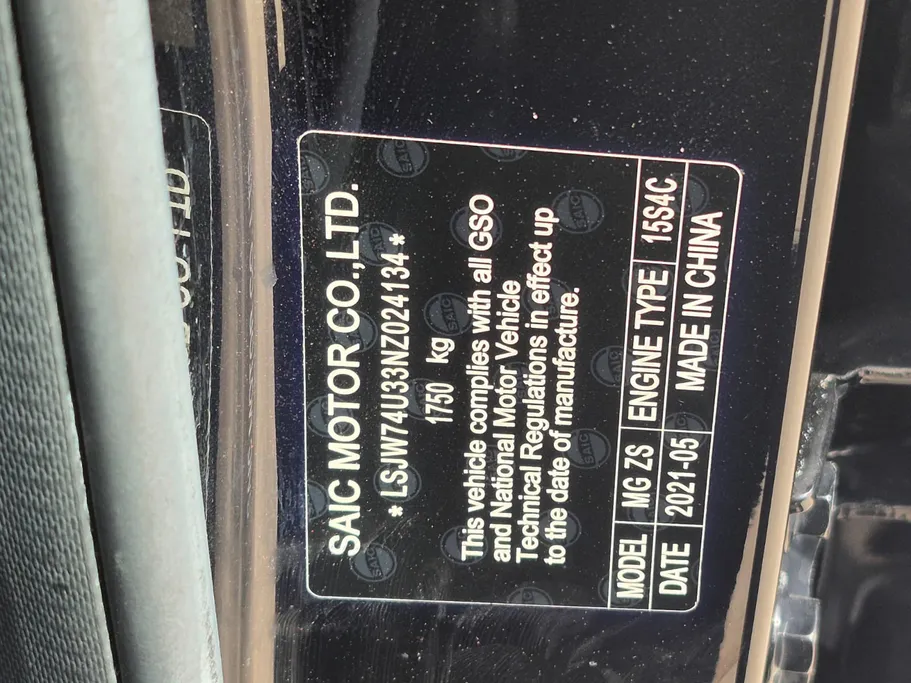 SAIC MOTOR CO.,LTD.
* LSJW74U33NZ024134 *
1750 kg
This vehicle complies with all GSO
and National Motor Vehicle
Technical Regulations in effect up
to the date of manufacture.
MODEL MG ZS ENGINE TYPE 15S4C
DATE 2021-05 MADE IN CHINA
SAIC